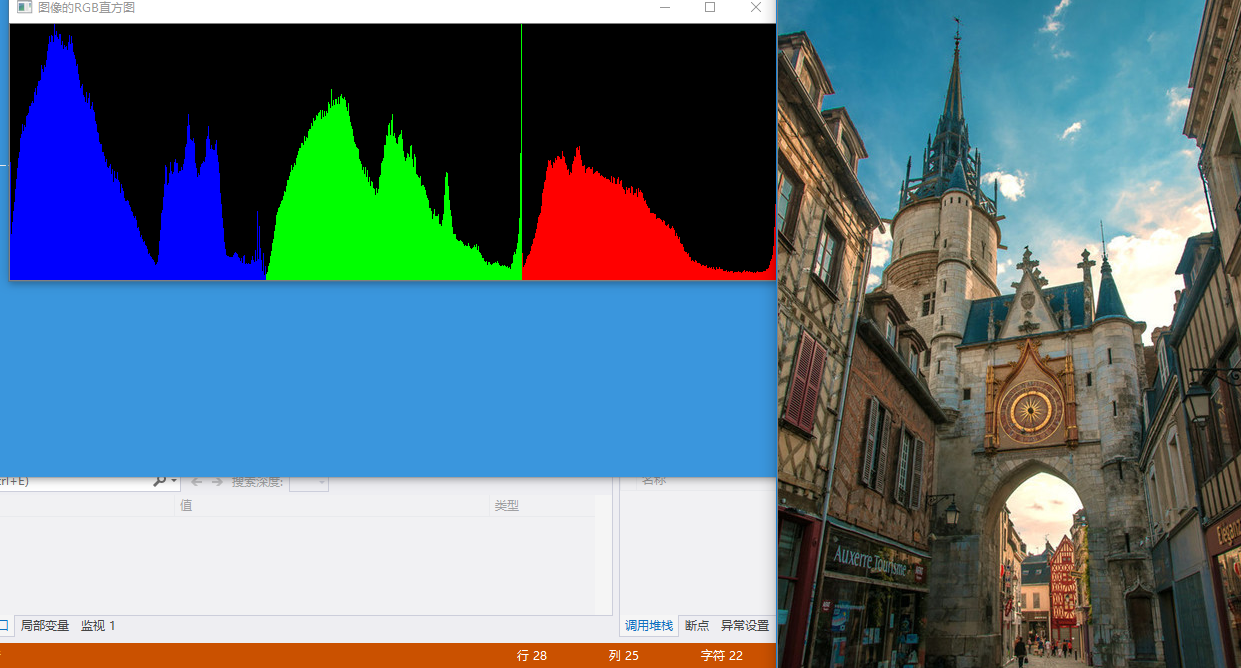 图像的RGB直方图
rl+E)
搜索深度:
名称
值
类型
局部变量
监视 1
调用堆栈
断点
异常设置
行 28
列 25
字符 22
Auxerre Tourisme